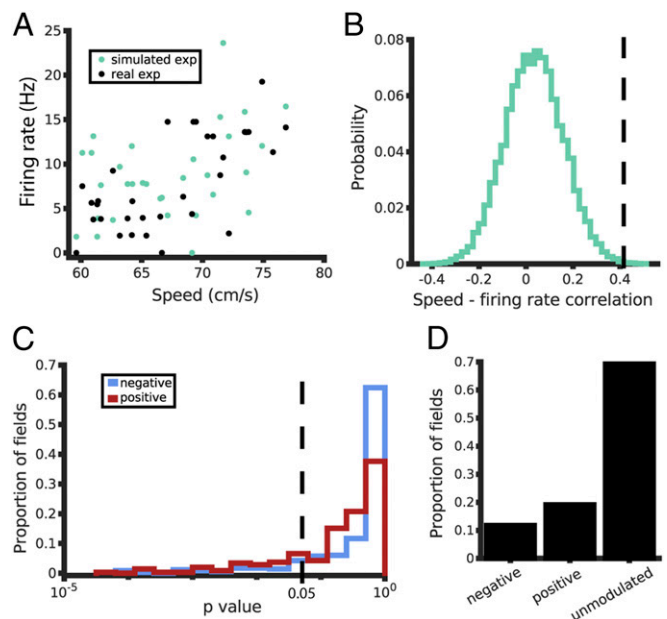 A
25
20
15
10
5
0
Firing rate (Hz)
simulated exp
real exp
60 65 70 75 80
Speed (cm/s)
B
0.08
0.06
0.04
0.02
0
Probability
-0.4 -0.2 0 0.2 0.4
Speed - firing rate correlation
C
0.7
0.6
0.5
0.4
0.3
0.2
0.1
0
Proportion of fields
negative
positive
10-5 0.05 100
p value
D
0.7
0.6
0.5
0.4
0.3
0.2
0.1
0
Proportion of fields
negative positive unmodulated